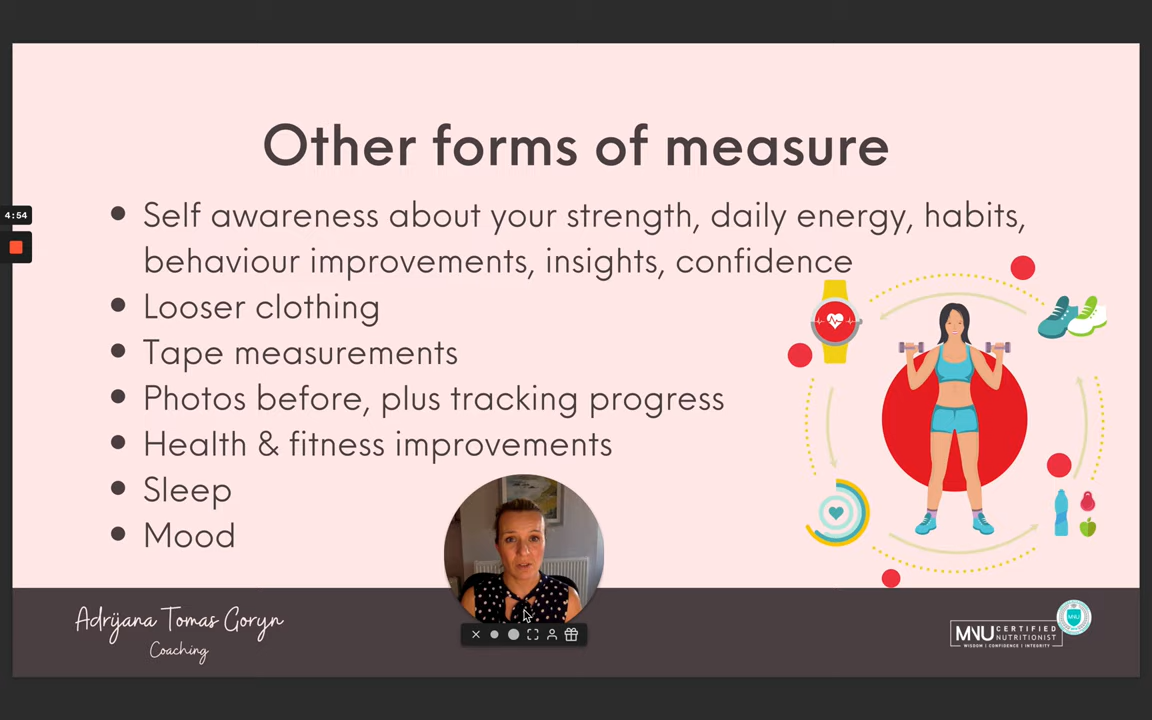 Other forms of measure
4:54
Self awareness about your strength, daily energy, habits,
behaviour improvements, insights, confidence
Looser clothing
Tape measurements
Photos before, plus tracking progress
Health & fitness improvements
Sleep
Mood
Adrijana Tomas Goryn
Coaching
MNU CERTIFIED
NUTRITIONIST
WISDOM | CONFIDENCE | INTEGRITY
MNU